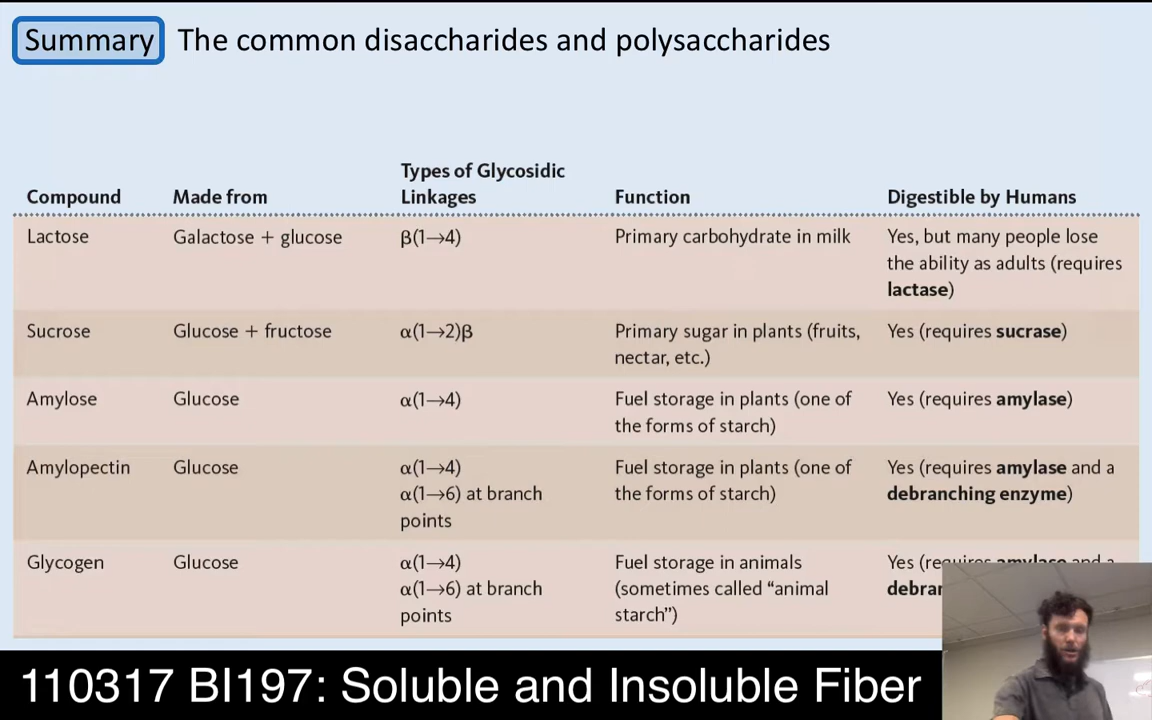 Summary The common disaccharides and polysaccharides
Types of Glycosidic
Compound Made from Linkages Function Digestible by Humans
Lactose Galactose + glucose β(1→4) Primary carbohydrate in milk Yes, but many people lose
the ability as adults (requires
lactase)
Sucrose Glucose + fructose α(1→2)β Primary sugar in plants (fruits, Yes (requires sucrase)
nectar, etc.)
Amylose Glucose α(1→4) Fuel storage in plants (one of Yes (requires amylase)
the forms of starch)
Amylopectin Glucose α(1→4) Fuel storage in plants (one of Yes (requires amylase and a
α(1→6) at branch the forms of starch) debranching enzyme)
points
Glycogen Glucose α(1→4) Fuel storage in animals Yes (requires amylase and a
α(1→6) at branch (sometimes called “animal debran
points starch”)
110317 BI197: Soluble and Insoluble Fiber